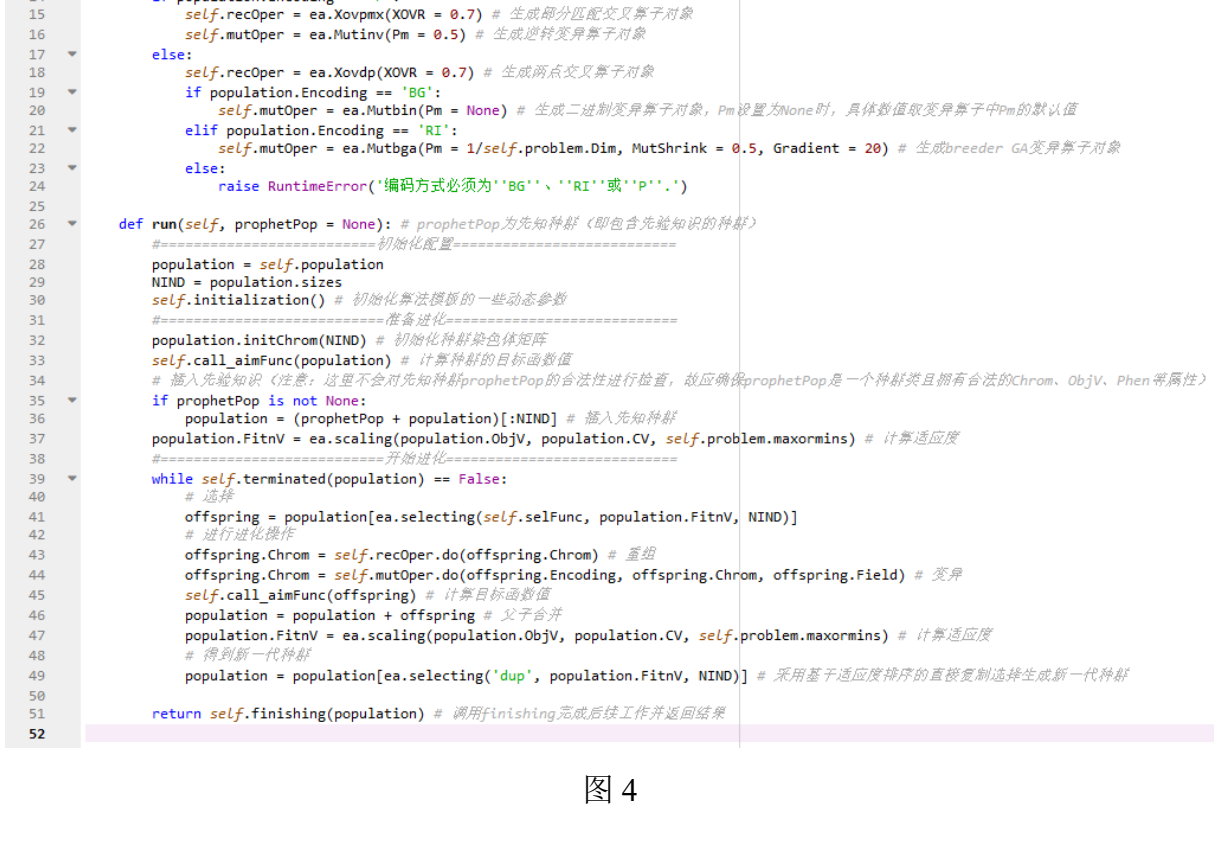 15 self.recOper = ea.Xovpmx(XOVR = 0.7) # 生成部分匹配交叉算子对象
16 self.mutOper = ea.Mutinv(Pm = 0.5) # 生成逆转变异算子对象
17 else:
18 self.recOper = ea.Xovdp(XOVR = 0.7) # 生成两点交叉算子对象
19 if population.Encoding == 'BG':
20 self.mutOper = ea.Mutbin(Pm = None) # 生成二进制变异算子对象，Pm设置为None时，具体数值取变异算子中Pm的默认值
21 elif population.Encoding == 'RI':
22 self.mutOper = ea.Mutbga(Pm = 1/self.problem.Dim, MutShrink = 0.5, Gradient = 20) # 生成breeder GA变异算子对象
23 else:
24 raise RuntimeError('编码方式必须为''BG''、''RI''或''P''.')
25
26 def run(self, prophetPop = None): # prophetPop为先知种群（即包含先验知识的种群）
27 #==========================初始化配置===========================
28 population = self.population
29 NIND = population.sizes
30 self.initialization() # 初始化算法模板的一些动态参数
31 #===========================准备进化============================
32 population.initChrom(NIND) # 初始化种群染色体矩阵
33 self.call_aimFunc(population) # 计算种群的目标函数值
34 # 插入先验知识（注意：这里不会对先知种群prophetPop的合法性进行检查，故应确保prophetPop是一个种群类且拥有合法的Chrom、ObjV、Phen等属性）
35 if prophetPop is not None:
36 population = (prophetPop + population)[:NIND] # 插入先知种群
37 population.FitnV = ea.scaling(population.ObjV, population.CV, self.problem.maxormins) # 计算适应度
38 #===========================开始进化============================
39 while self.terminated(population) == False:
40 # 选择
41 offspring = population[ea.selecting(self.selFunc, population.FitnV, NIND)]
42 # 进行进化操作
43 offspring.Chrom = self.recOper.do(offspring.Chrom) # 重组
44 offspring.Chrom = self.mutOper.do(offspring.Encoding, offspring.Chrom, offspring.Field) # 变异
45 self.call_aimFunc(offspring) # 计算目标函数值
46 population = population + offspring # 父子合并
47 population.FitnV = ea.scaling(population.ObjV, population.CV, self.problem.maxormins) # 计算适应度
48 # 得到新一代种群
49 population = population[ea.selecting('dup', population.FitnV, NIND)] # 采用基于适应度排序的直接复制选择生成新一代种群
50
51 return self.finishing(population) # 调用finishing完成后续工作并返回结果
52
图 4